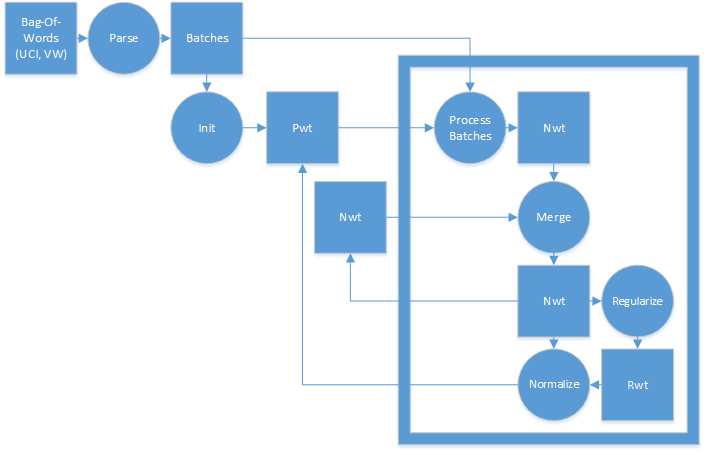 Bag-Of-
Words
(UCI, VW)
Parse
Batches
Init
Pwt
Process
Batches
Nwt
Nwt
Merge
Nwt
Regularize
Normalize
Rwt